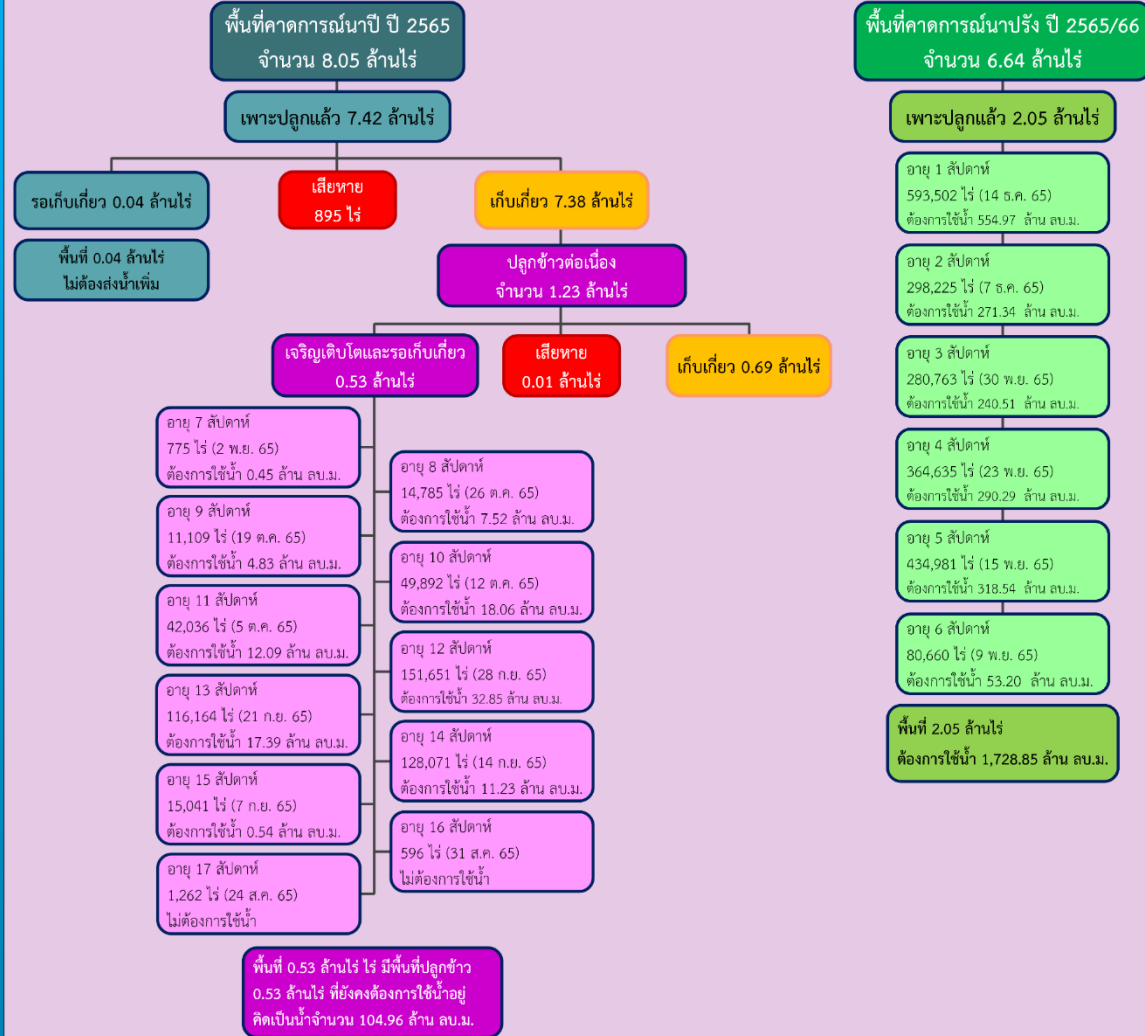 พื้นที่คาดการณ์นาปี ปี 2565
จำนวน 8.05 ล้านไร่
เพาะปลูกแล้ว 7.42 ล้านไร่
รอเก็บเกี่ยว 0.04 ล้านไร่
เสียหาย
895 ไร่
เก็บเกี่ยว 7.38 ล้านไร่
พื้นที่ 0.04 ล้านไร่
ไม่ต้องส่งน้ำเพิ่ม
ปลูกข้าวต่อเนื่อง
จำนวน 1.23 ล้านไร่
เจริญเติบโตและรอเก็บเกี่ยว
0.53 ล้านไร่
เสียหาย
0.01 ล้านไร่
เก็บเกี่ยว 0.69 ล้านไร่
อายุ 7 สัปดาห์
775 ไร่ (2 พ.ย. 65)
ต้องการใช้น้ำ 0.45 ล้าน ลบ.ม.
อายุ 8 สัปดาห์
14,785 ไร่ (26 ต.ค. 65)
ต้องการใช้น้ำ 7.52 ล้าน ลบ.ม.
อายุ 9 สัปดาห์
11,109 ไร่ (19 ต.ค. 65)
ต้องการใช้น้ำ 4.83 ล้าน ลบ.ม.
อายุ 10 สัปดาห์
49,892 ไร่ (12 ต.ค. 65)
ต้องการใช้น้ำ 18.06 ล้าน ลบ.ม.
อายุ 11 สัปดาห์
42,036 ไร่ (5 ต.ค. 65)
ต้องการใช้น้ำ 12.09 ล้าน ลบ.ม.
อายุ 12 สัปดาห์
151,651 ไร่ (28 ก.ย. 65)
ต้องการใช้น้ำ 32.85 ล้าน ลบ.ม.
อายุ 13 สัปดาห์
116,164 ไร่ (21 ก.ย. 65)
ต้องการใช้น้ำ 17.39 ล้าน ลบ.ม.
อายุ 14 สัปดาห์
128,071 ไร่ (14 ก.ย. 65)
ต้องการใช้น้ำ 11.23 ล้าน ลบ.ม.
อายุ 15 สัปดาห์
15,041 ไร่ (7 ก.ย. 65)
ต้องการใช้น้ำ 0.54 ล้าน ลบ.ม.
อายุ 16 สัปดาห์
596 ไร่ (31 ส.ค. 65)
ไม่ต้องการใช้น้ำ
อายุ 17 สัปดาห์
1,262 ไร่ (24 ส.ค. 65)
ไม่ต้องการใช้น้ำ
พื้นที่ 0.53 ล้านไร่ ไร่ มีพื้นที่ปลูกข้าว
0.53 ล้านไร่ ที่ยังคงต้องการใช้น้ำอยู่
คิดเป็นน้ำจำนวน 104.96 ล้าน ลบ.ม.
พื้นที่คาดการณ์นาปรัง ปี 2565/66
จำนวน 6.64 ล้านไร่
เพาะปลูกแล้ว 2.05 ล้านไร่
อายุ 1 สัปดาห์
593,502 ไร่ (14 ธ.ค. 65)
ต้องการใช้น้ำ 554.97 ล้าน ลบ.ม.
อายุ 2 สัปดาห์
298,225 ไร่ (7 ธ.ค. 65)
ต้องการใช้น้ำ 271.34 ล้าน ลบ.ม.
อายุ 3 สัปดาห์
280,763 ไร่ (30 พ.ย. 65)
ต้องการใช้น้ำ 240.51 ล้าน ลบ.ม.
อายุ 4 สัปดาห์
364,635 ไร่ (23 พ.ย. 65)
ต้องการใช้น้ำ 290.29 ล้าน ลบ.ม.
อายุ 5 สัปดาห์
434,981 ไร่ (15 พ.ย. 65)
ต้องการใช้น้ำ 318.54 ล้าน ลบ.ม.
อายุ 6 สัปดาห์
80,660 ไร่ (9 พ.ย. 65)
ต้องการใช้น้ำ 53.20 ล้าน ลบ.ม.
พื้นที่ 2.05 ล้านไร่
ต้องการใช้น้ำ 1,728.85 ล้าน ลบ.ม.